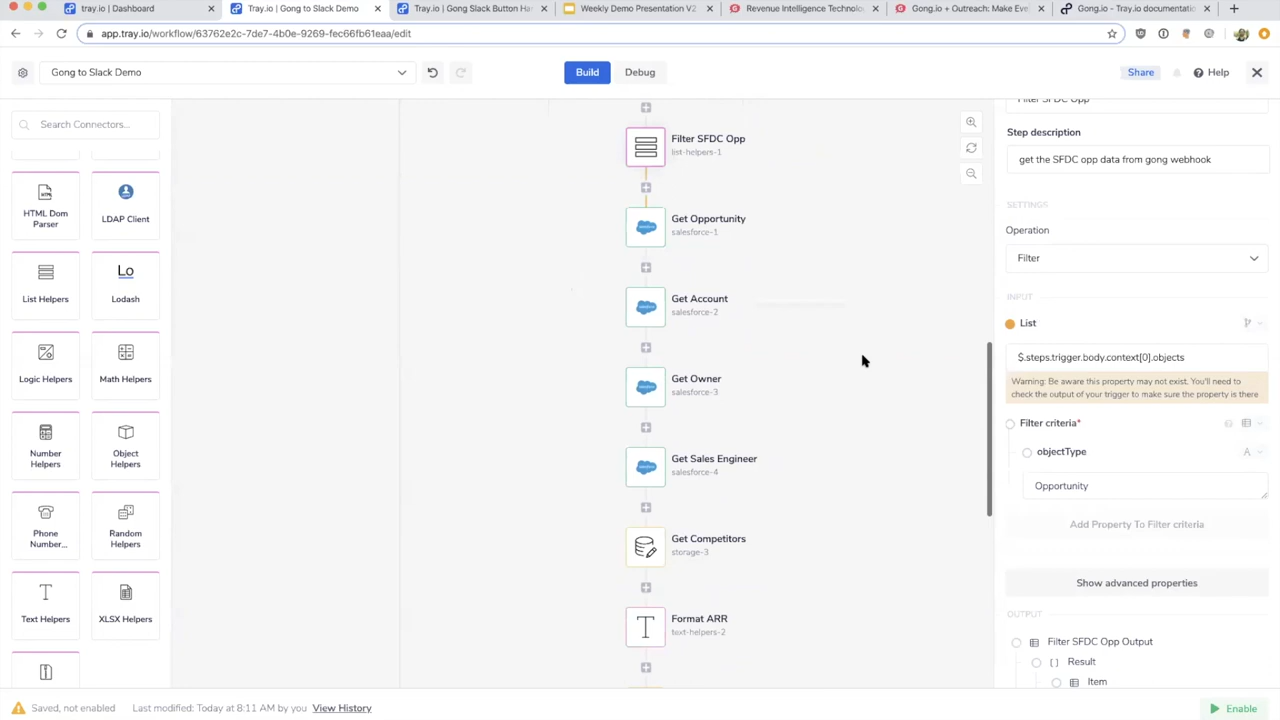 tray.io | Dashboard
Tray.io | Gong to Slack Demo
Tray.io | Gong Slack Button Ha
Weekly Demo Presentation V2
Revenue Intelligence Technolo
Gong.io + Outreach: Make Eve
Gong.io - Tray.io documentatio
app.tray.io/workflow/63762e2c-7de7-4b0e-9269-fec66fb61eaa/edit
Gong to Slack Demo
Build
Debug
Share
Help
Search Connectors...
HTML Dom
Parser
LDAP Client
List Helpers
Lo
Lodash
Logic Helpers
Math Helpers
Number
Helpers
Object
Helpers
Phone
Number...
Random
Helpers
Text Helpers
XLSX Helpers
Filter SFDC Opp
list-helpers-1
Get Opportunity
salesforce-1
Get Account
salesforce-2
Get Owner
salesforce-3
Get Sales Engineer
salesforce-4
Get Competitors
storage-3
Format ARR
text-helpers-2
Filter SFDC Opp
Step description
get the SFDC opp data from gong webhook
SETTINGS
Operation
Filter
INPUT
List
$.steps.trigger.body.context[0].objects
Warning: Be aware this property may not exist. You'll need to
check the output of your trigger to make sure the property is there
Filter criteria*
objectType
A
Opportunity
Add Property To Filter criteria
Show advanced properties
OUTPUT
Filter SFDC Opp Output
[ ] Result
Item
Saved, not enabled
Last modified: Today at 8:11 AM by you
View History
Enable